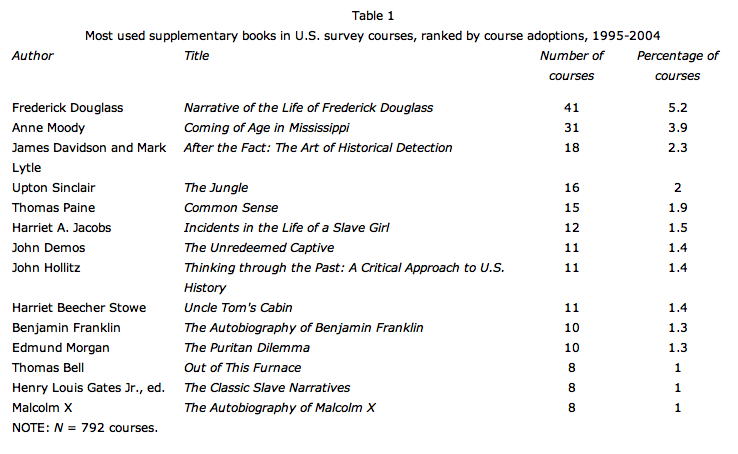 Table 1
Most used supplementary books in U.S. survey courses, ranked by course adoptions, 1995-2004
Author Title Number of courses Percentage of courses
Frederick Douglass Narrative of the Life of Frederick Douglass 41 5.2
Anne Moody Coming of Age in Mississippi 31 3.9
James Davidson and Mark Lytle After the Fact: The Art of Historical Detection 18 2.3
Upton Sinclair The Jungle 16 2
Thomas Paine Common Sense 15 1.9
Harriet A. Jacobs Incidents in the Life of a Slave Girl 12 1.5
John Demos The Unredeemed Captive 11 1.4
John Hollitz Thinking through the Past: A Critical Approach to U.S. History 11 1.4
Harriet Beecher Stowe Uncle Tom's Cabin 11 1.4
Benjamin Franklin The Autobiography of Benjamin Franklin 10 1.3
Edmund Morgan The Puritan Dilemma 10 1.3
Thomas Bell Out of This Furnace 8 1
Henry Louis Gates Jr., ed. The Classic Slave Narratives 8 1
Malcolm X The Autobiography of Malcolm X 8 1
NOTE: N = 792 courses.